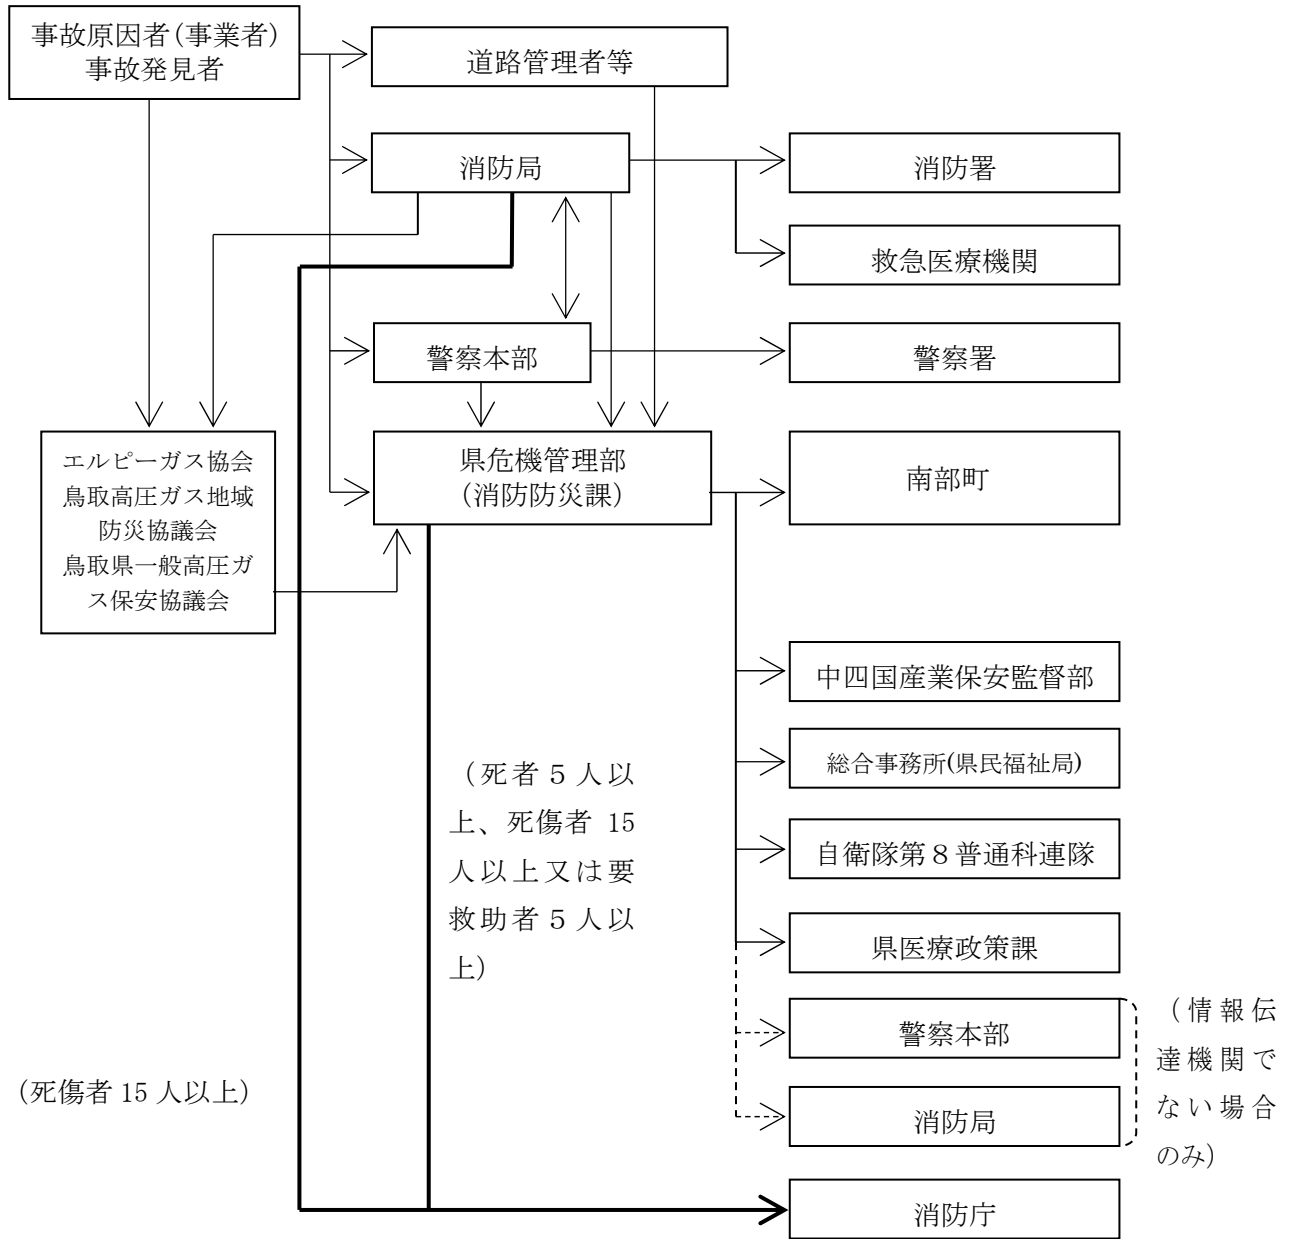 事故原因者(事業者)
事故発見者
道路管理者等
消防局
消防署
救急医療機関
警察本部
警察署
エルピーガス協会
鳥取高圧ガス地域
防災協議会
鳥取県一般高圧ガ
ス保安協議会
県危機管理部
(消防防災課)
南部町
中四国産業保安監督部
総合事務所(県民福祉局)
自衛隊第８普通科連隊
県医療政策課
警察本部
消防局
消防庁
(死者５人以
上、死傷者 15
人以上又は要
救助者５人以
上)
(情報伝
達機関で
ない場合
のみ)
(死傷者 15 人以上)